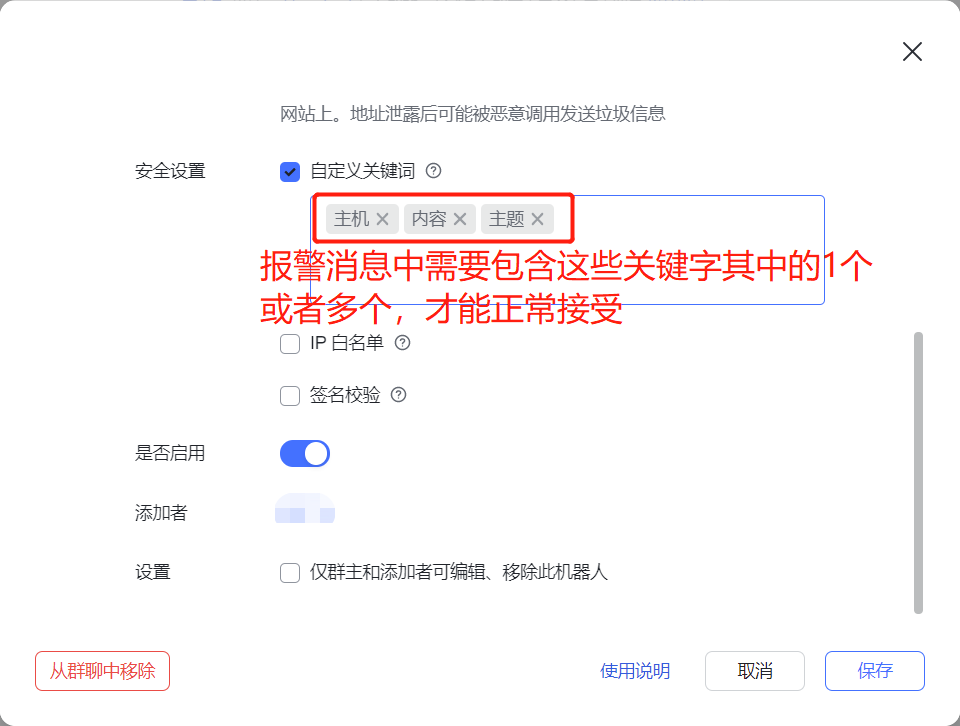 网站上。地址泄露后可能被恶意调用发送垃圾信息
安全设置
自定义关键词
主机 内容 主题
报警消息中需要包含这些关键字其中的1个
或者多个，才能正常接受
IP 白名单
签名校验
是否启用
添加者
设置
仅群主和添加者可编辑、移除此机器人
从群聊中移除 使用说明 取消 保存